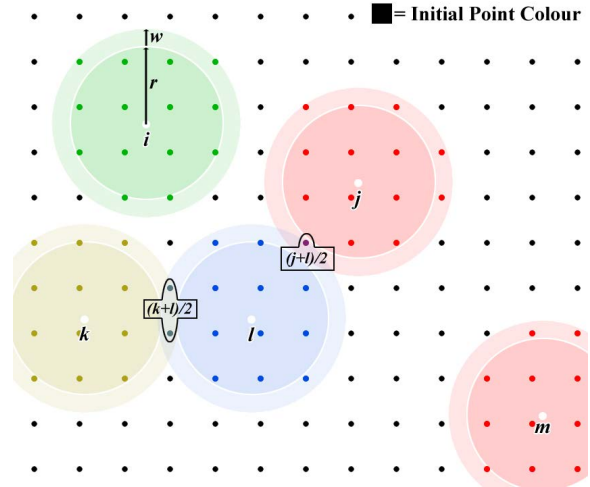 = Initial Point Colour
w
r
i
j
(j+l)/2
(k+l)/2
k
l
m